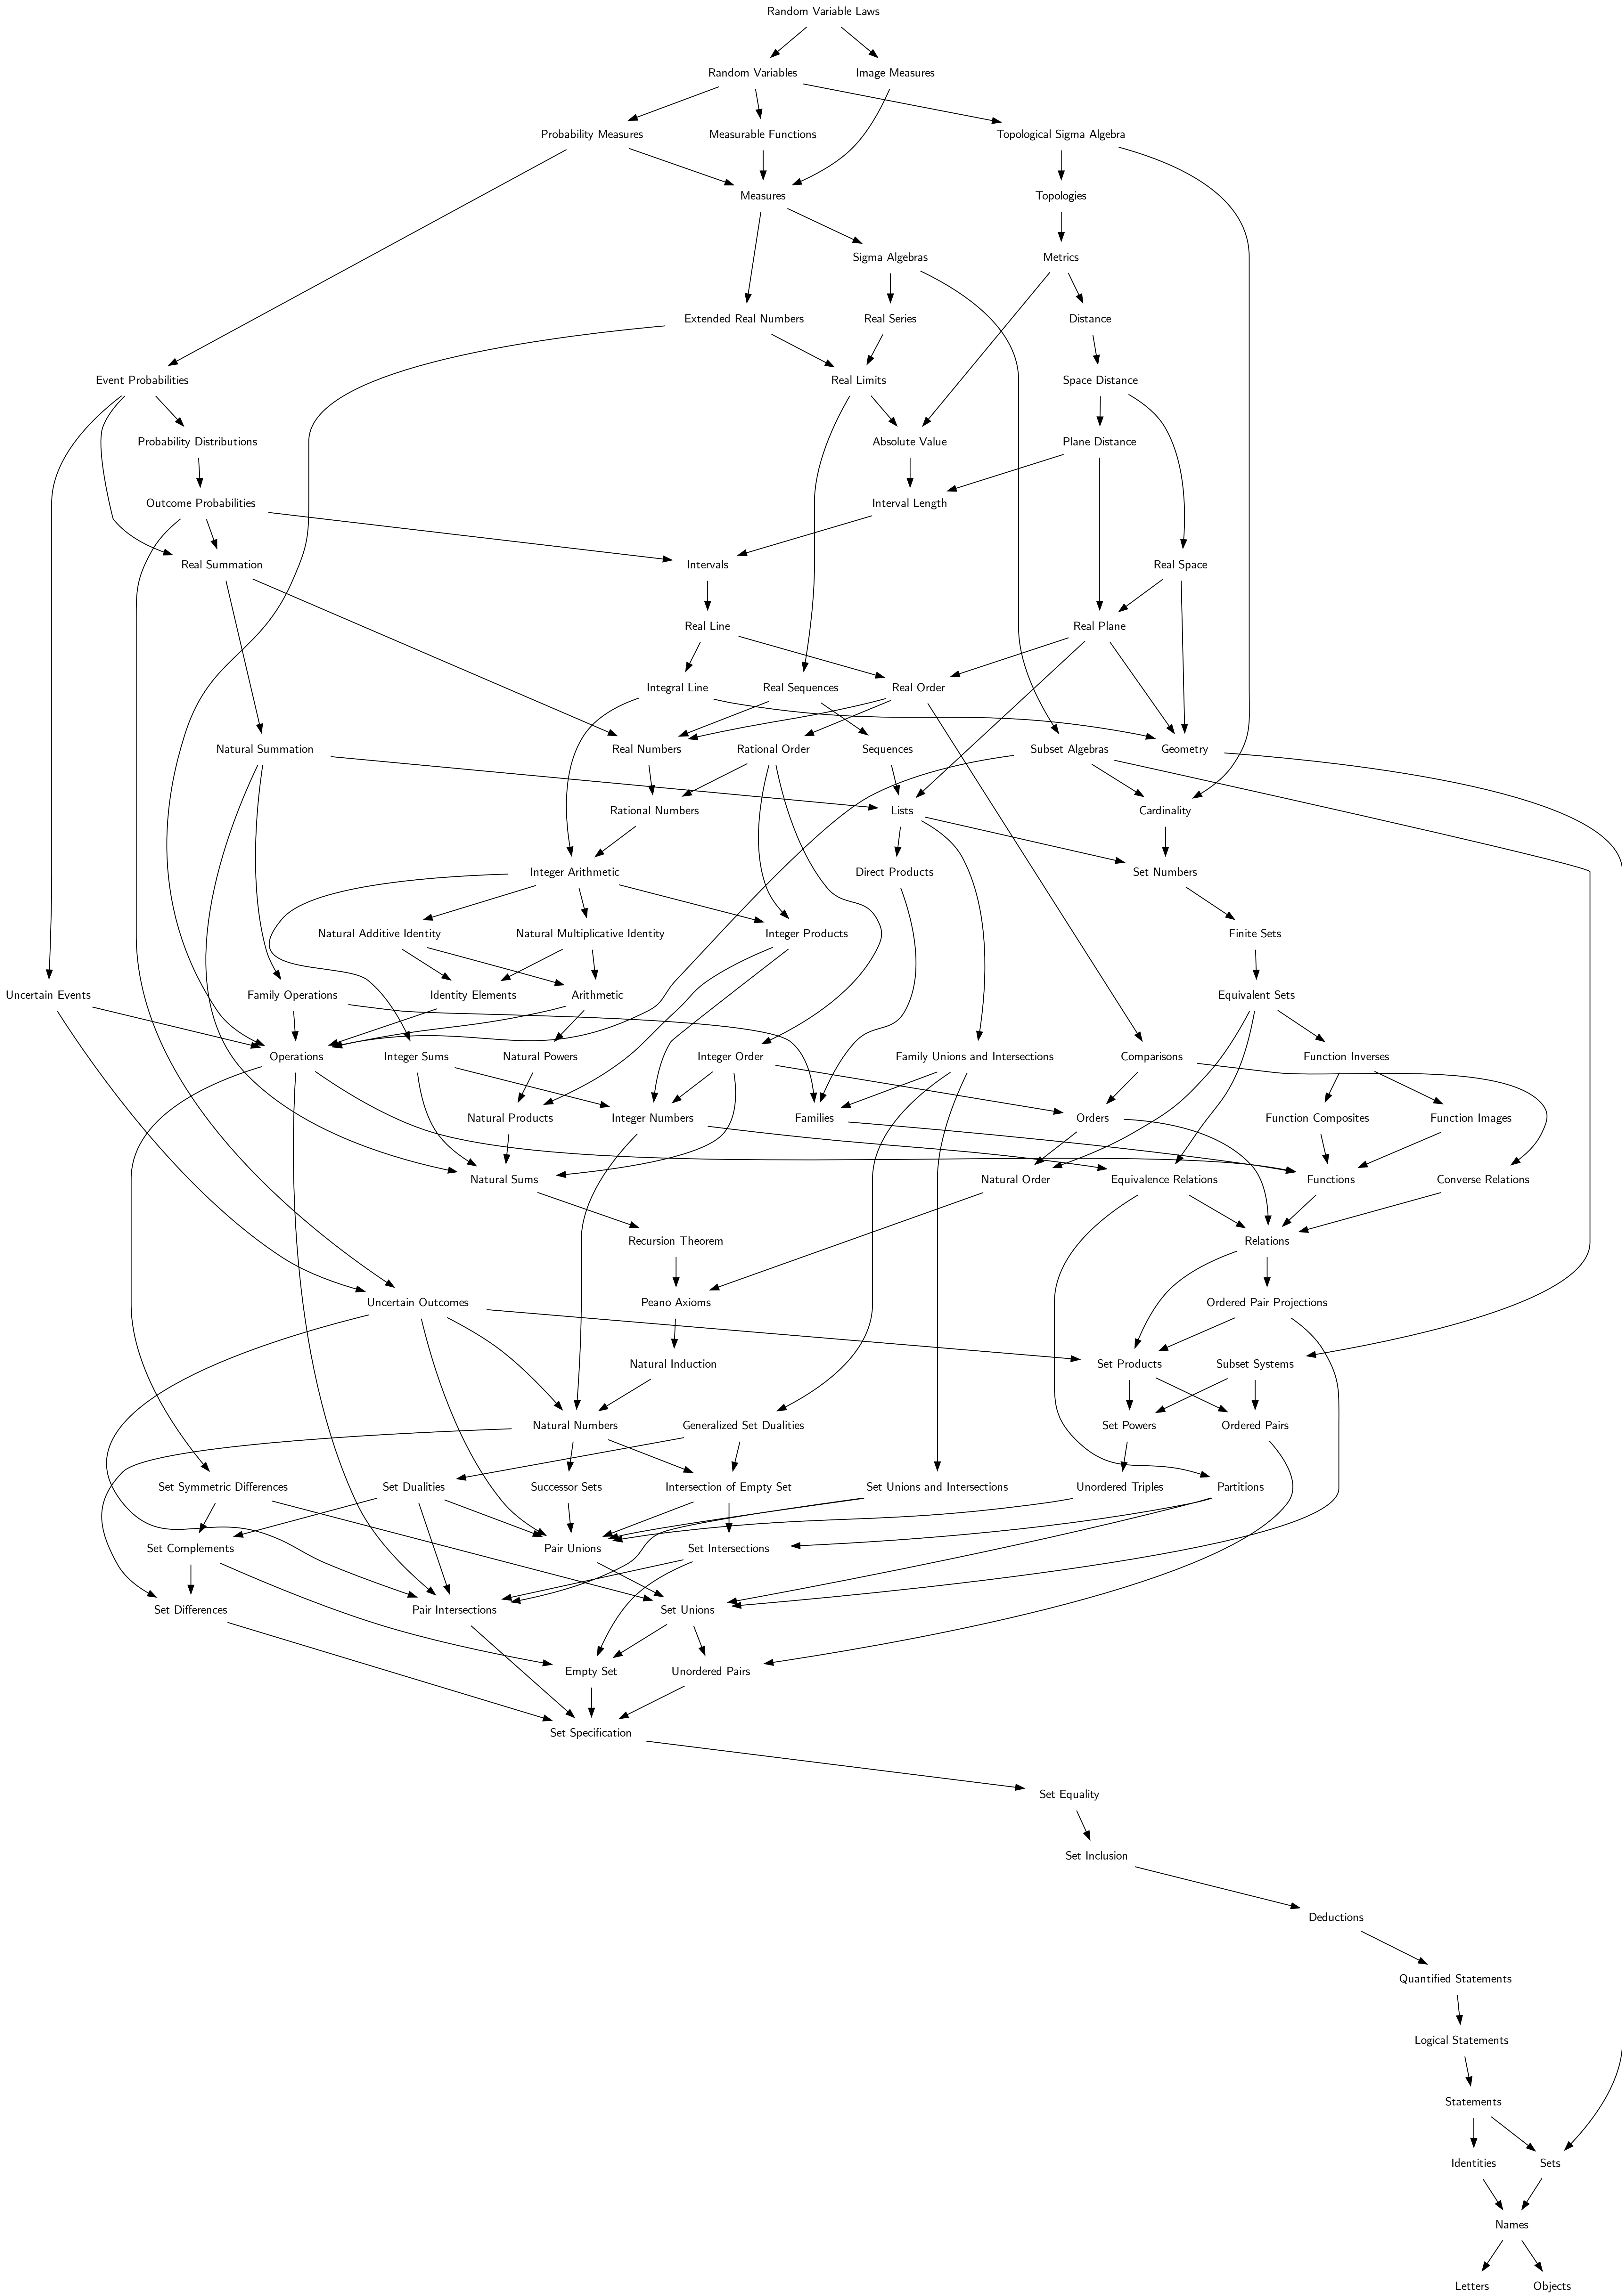 Random Variable Laws
Random Variables
Image Measures
Probability Measures
Measurable Functions
Topological Sigma Algebra
Measures
Topologies
Sigma Algebras
Metrics
Extended Real Numbers
Real Series
Distance
Event Probabilities
Real Limits
Space Distance
Probability Distributions
Absolute Value
Plane Distance
Outcome Probabilities
Interval Length
Real Summation
Intervals
Real Space
Real Line
Real Plane
Integral Line
Real Sequences
Real Order
Natural Summation
Real Numbers
Rational Order
Sequences
Subset Algebras
Geometry
Rational Numbers
Lists
Cardinality
Integer Arithmetic
Direct Products
Set Numbers
Natural Additive Identity
Natural Multiplicative Identity
Integer Products
Finite Sets
Uncertain Events
Family Operations
Identity Elements
Arithmetic
Equivalent Sets
Operations
Integer Sums
Natural Powers
Integer Order
Family Unions and Intersections
Comparisons
Function Inverses
Natural Products
Integer Numbers
Families
Orders
Function Composites
Function Images
Natural Sums
Natural Order
Equivalence Relations
Functions
Converse Relations
Recursion Theorem
Relations
Uncertain Outcomes
Peano Axioms
Ordered Pair Projections
Natural Induction
Set Products
Subset Systems
Natural Numbers
Generalized Set Dualities
Set Powers
Ordered Pairs
Set Symmetric Differences
Set Dualities
Successor Sets
Intersection of Empty Set
Set Unions and Intersections
Unordered Triples
Partitions
Set Complements
Pair Unions
Set Intersections
Set Differences
Pair Intersections
Set Unions
Empty Set
Unordered Pairs
Set Specification
Set Equality
Set Inclusion
Deductions
Quantified Statements
Logical Statements
Statements
Identities
Sets
Names
Letters
Objects